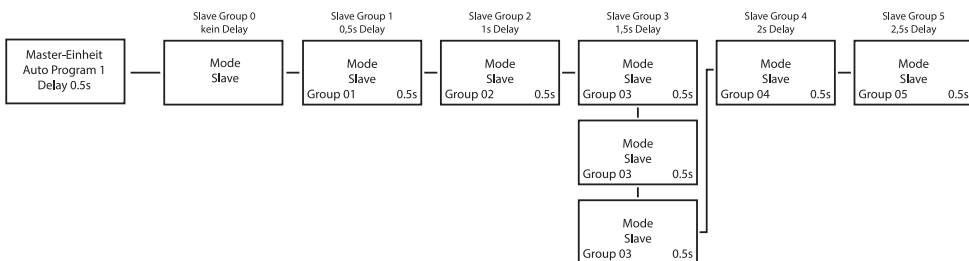 Slave Group 0
kein Delay
Slave Group 1
0,5s Delay
Slave Group 2
1s Delay
Slave Group 3
1,5s Delay
Slave Group 4
2s Delay
Slave Group 5
2,5s Delay
Master-Einheit
Auto Program 1
Delay 0.5s
Mode
Slave
Mode
Slave
Group 01 0.5s
Mode
Slave
Group 02 0.5s
Mode
Slave
Group 03 0.5s
Mode
Slave
Group 04 0.5s
Mode
Slave
Group 05 0.5s
Mode
Slave
Group 03 0.5s
Mode
Slave
Group 03 0.5s